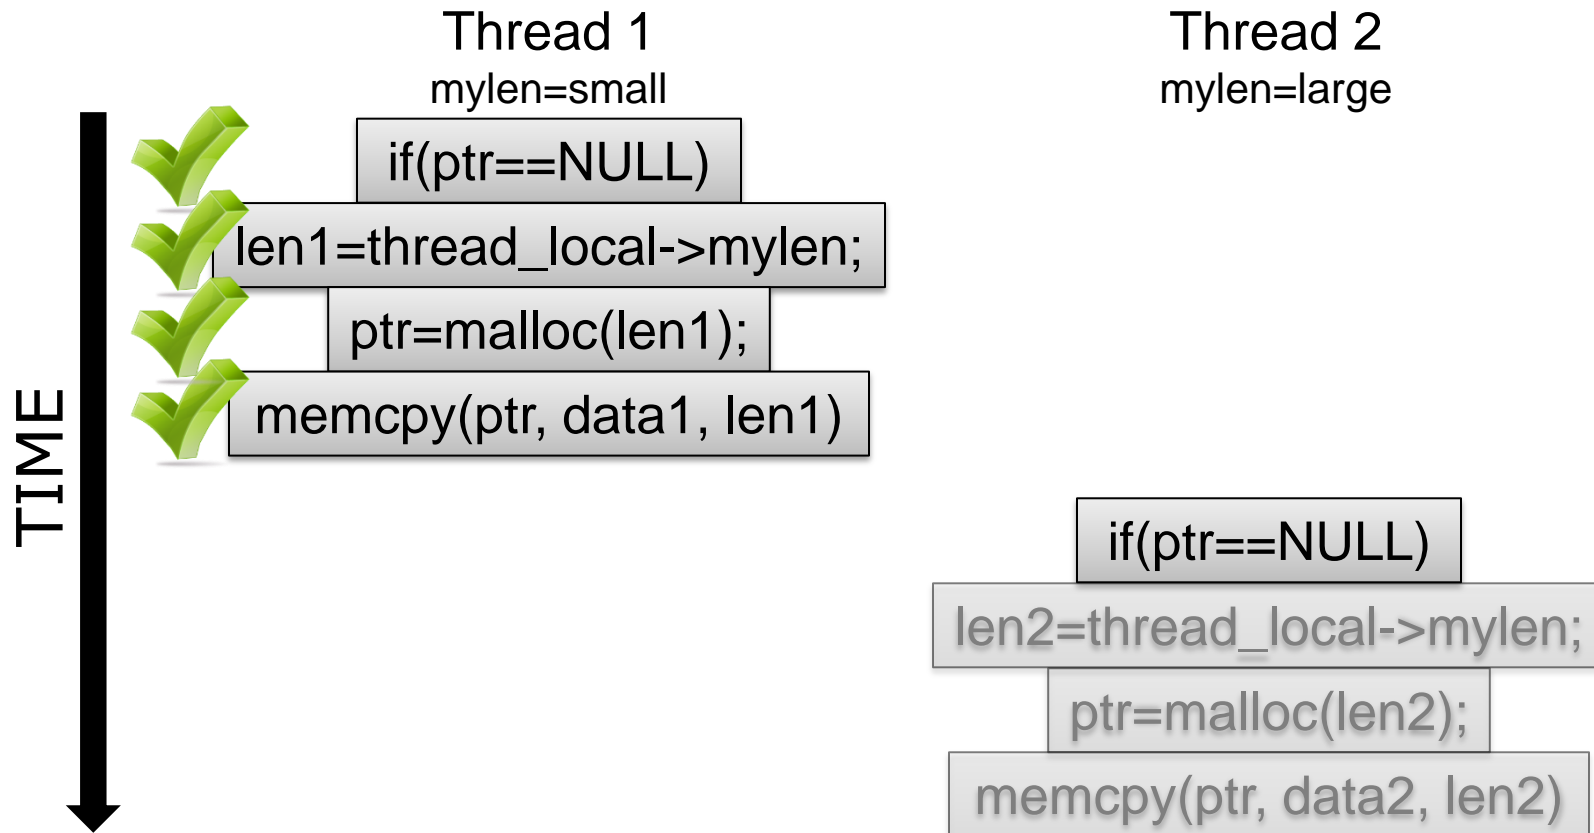 Thread 1
mylen=small
if(ptr==NULL)
len1=thread_local->mylen;
ptr=malloc(len1);
memcpy(ptr, data1, len1)
TIME
Thread 2
mylen=large
if(ptr==NULL)
len2=thread_local->mylen;
ptr=malloc(len2);
memcpy(ptr, data2, len2)